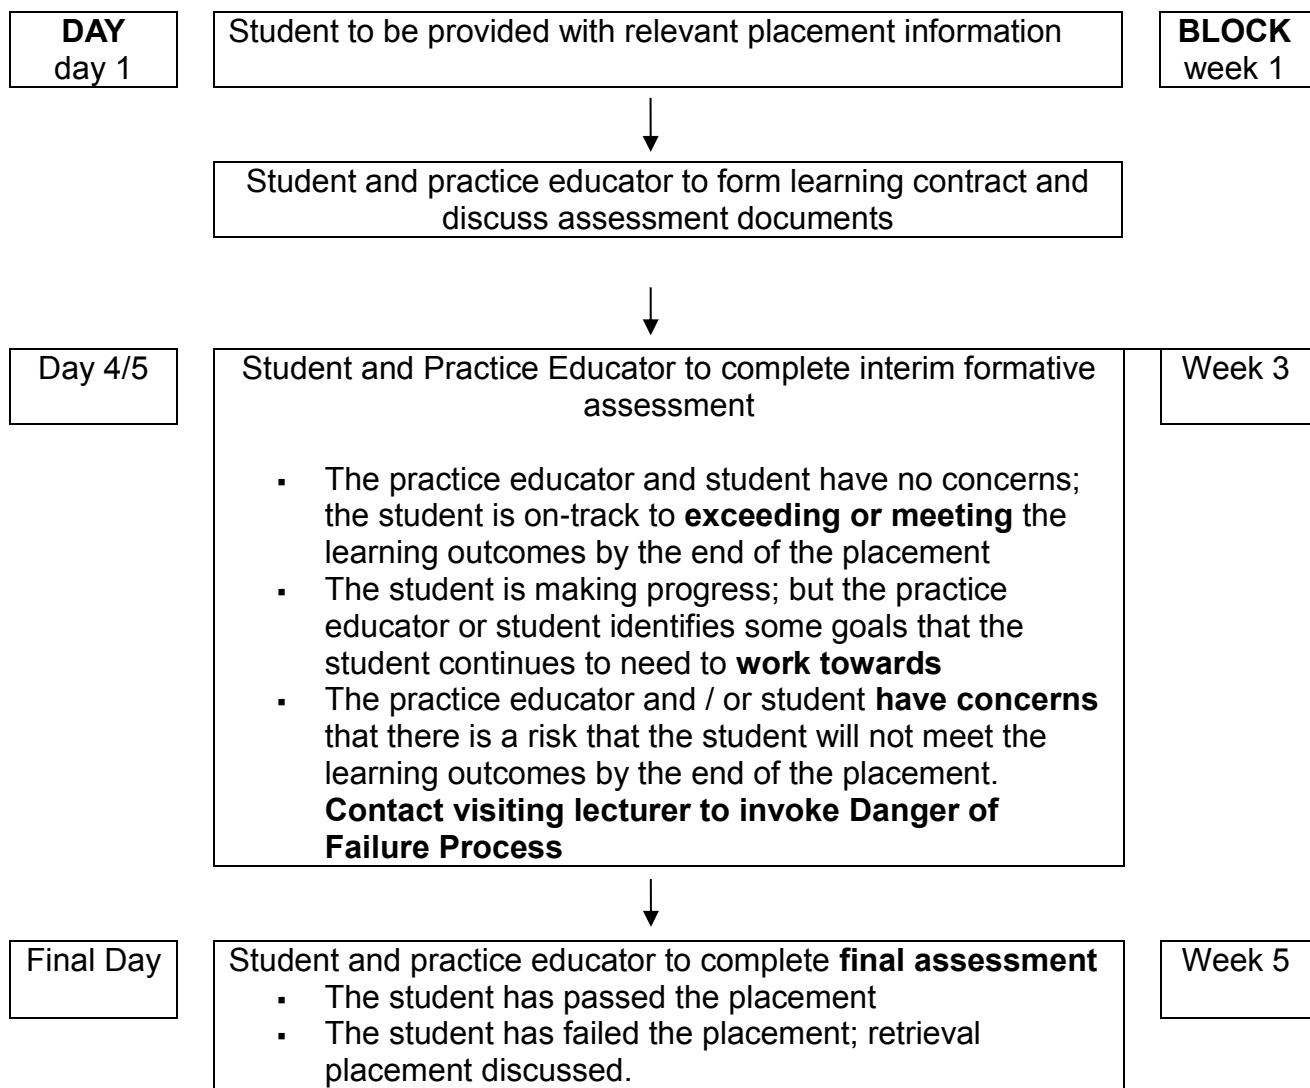 DAY
day 1
Student to be provided with relevant placement information
BLOCK
week 1
Student and practice educator to form learning contract and
discuss assessment documents
Day 4/5
Student and Practice Educator to complete interim formative
assessment
▪ The practice educator and student have no concerns;
the student is on-track to exceeding or meeting the
learning outcomes by the end of the placement
▪ The student is making progress; but the practice
educator or student identifies some goals that the
student continues to need to work towards
▪ The practice educator and / or student have concerns
that there is a risk that the student will not meet the
learning outcomes by the end of the placement.
Contact visiting lecturer to invoke Danger of
Failure Process
Week 3
Final Day
Student and practice educator to complete final assessment
▪ The student has passed the placement
▪ The student has failed the placement; retrieval
placement discussed.
Week 5